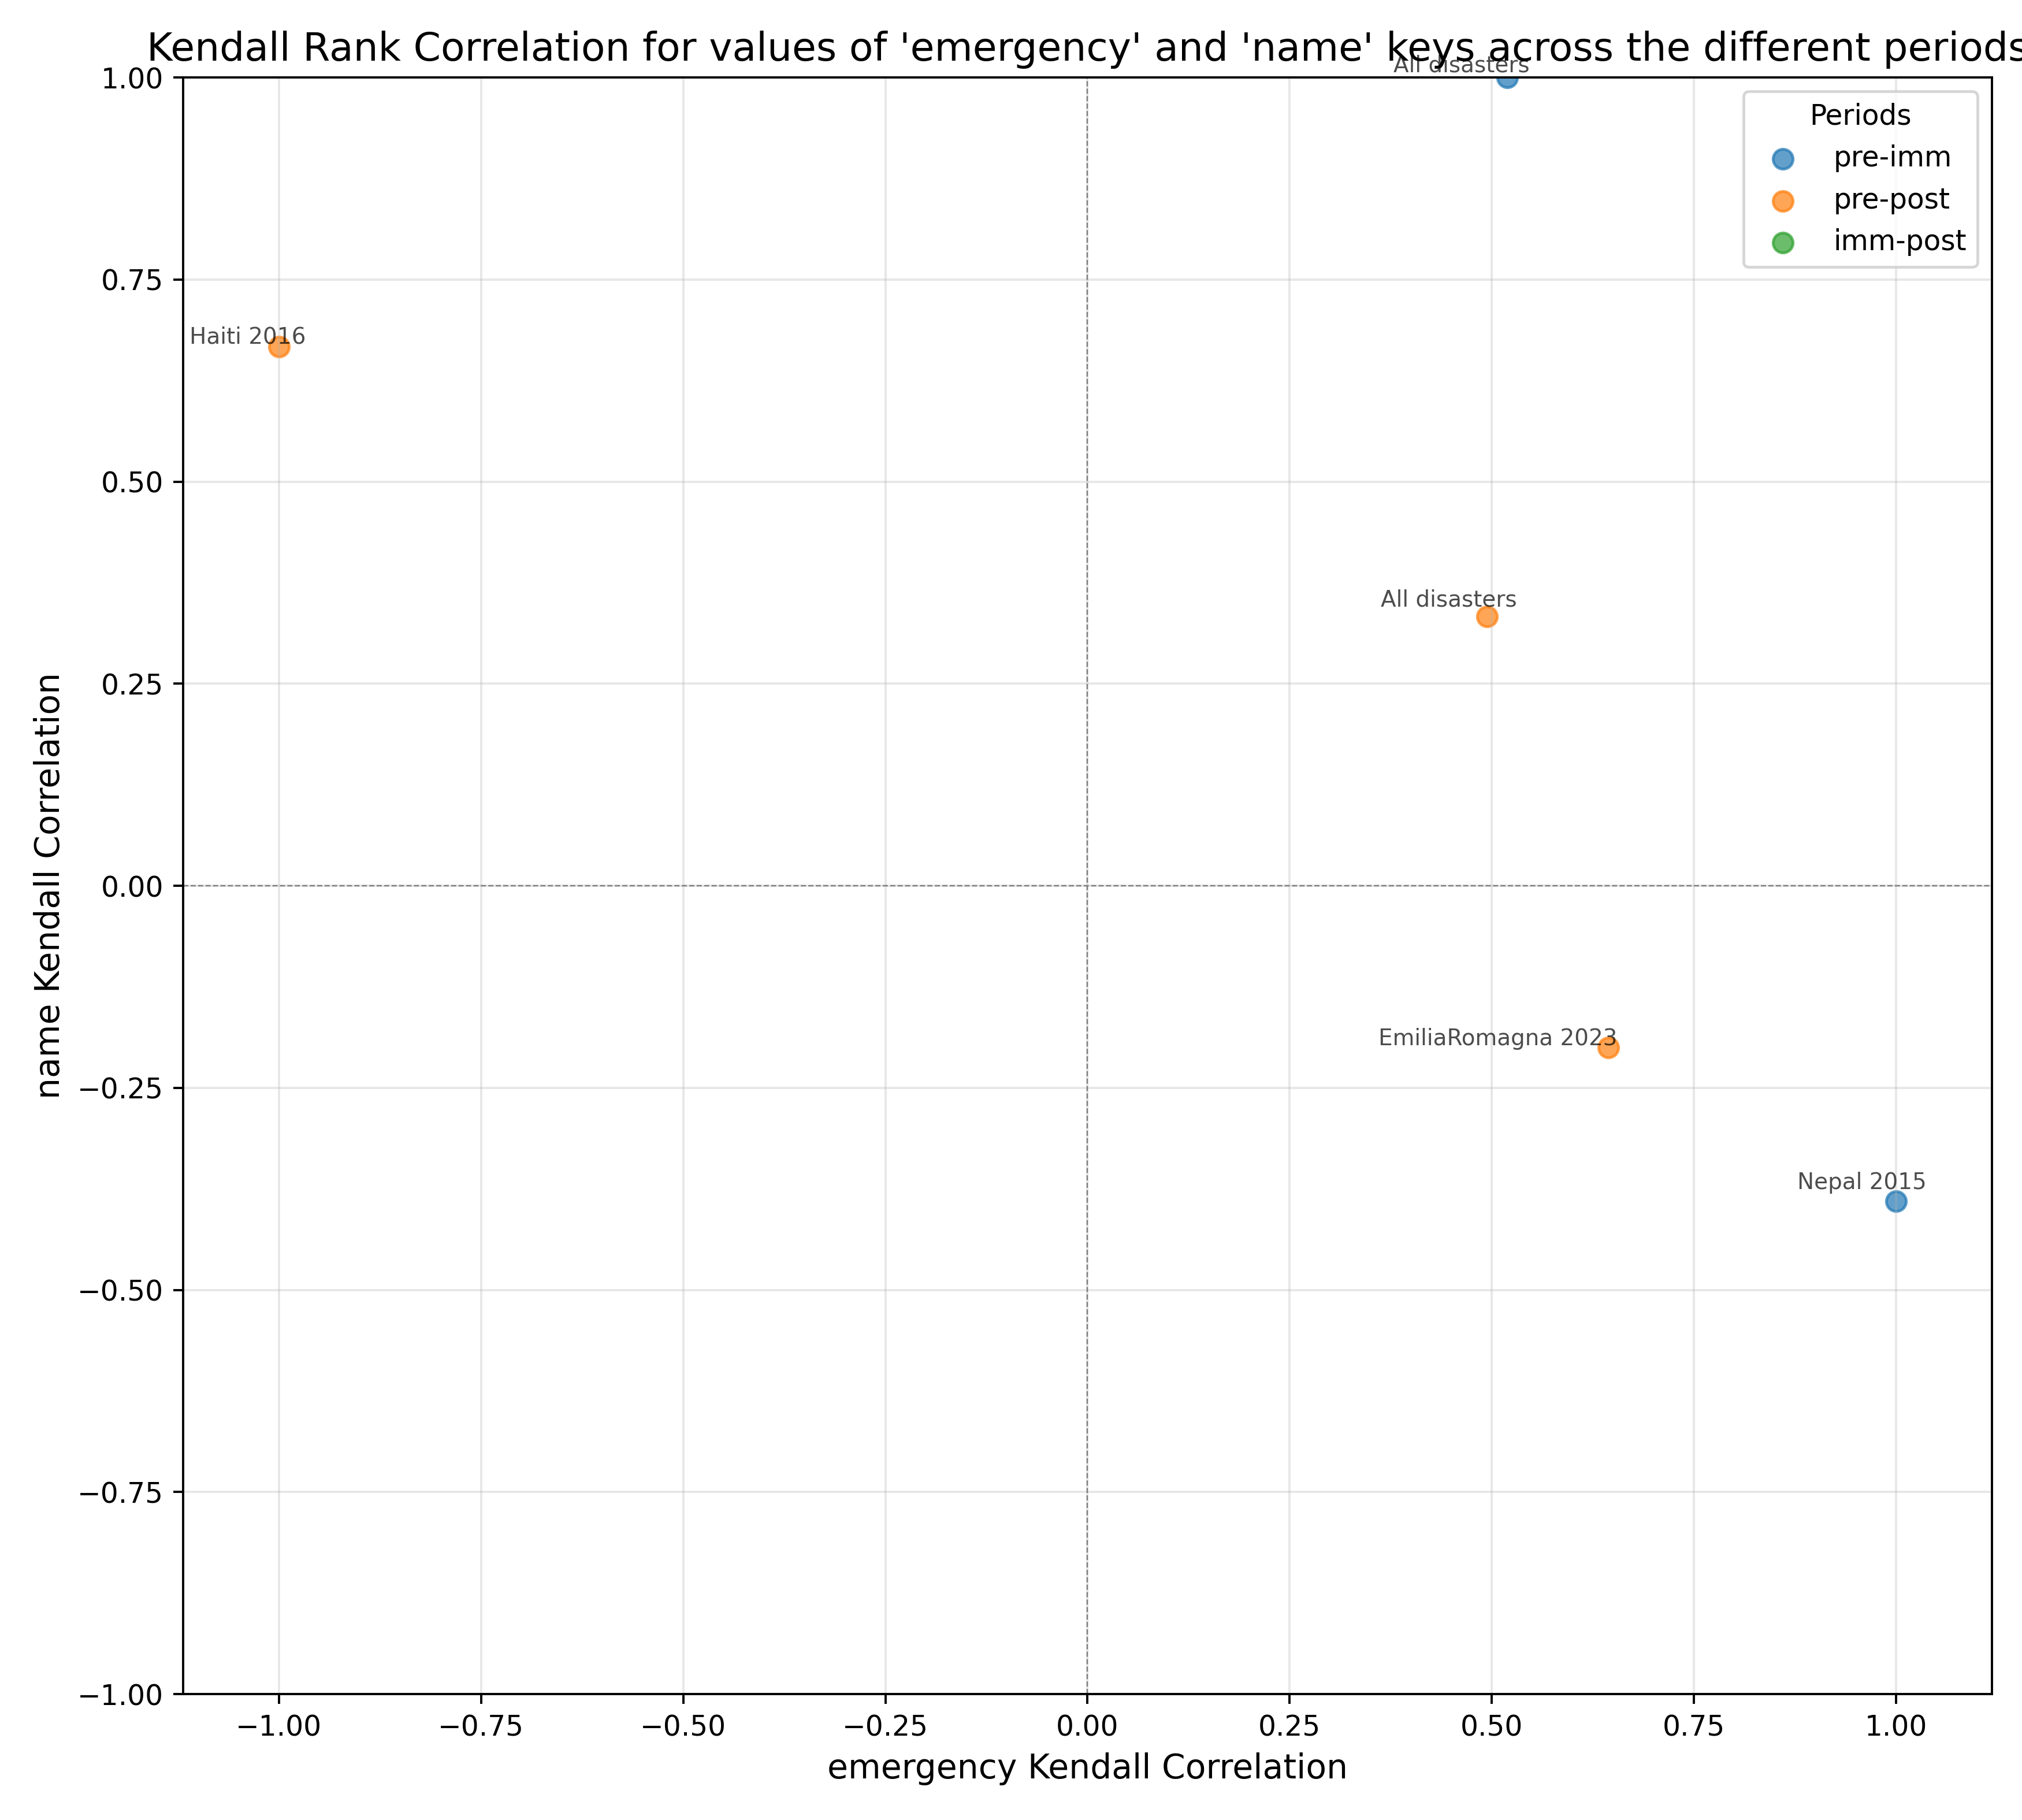 Kendall Rank Correlation for values of 'emergency' and 'name' keys across the different periods
All disasters
Periods
pre-imm
pre-post
imm-post
Haiti 2016
All disasters
EmiliaRomagna 2023
Nepal 2015
1.00
0.75
0.50
0.25
0.00
−0.25
−0.50
−0.75
−1.00
name Kendall Correlation
−1.00 −0.75 −0.50 −0.25 0.00 0.25 0.50 0.75 1.00
emergency Kendall Correlation